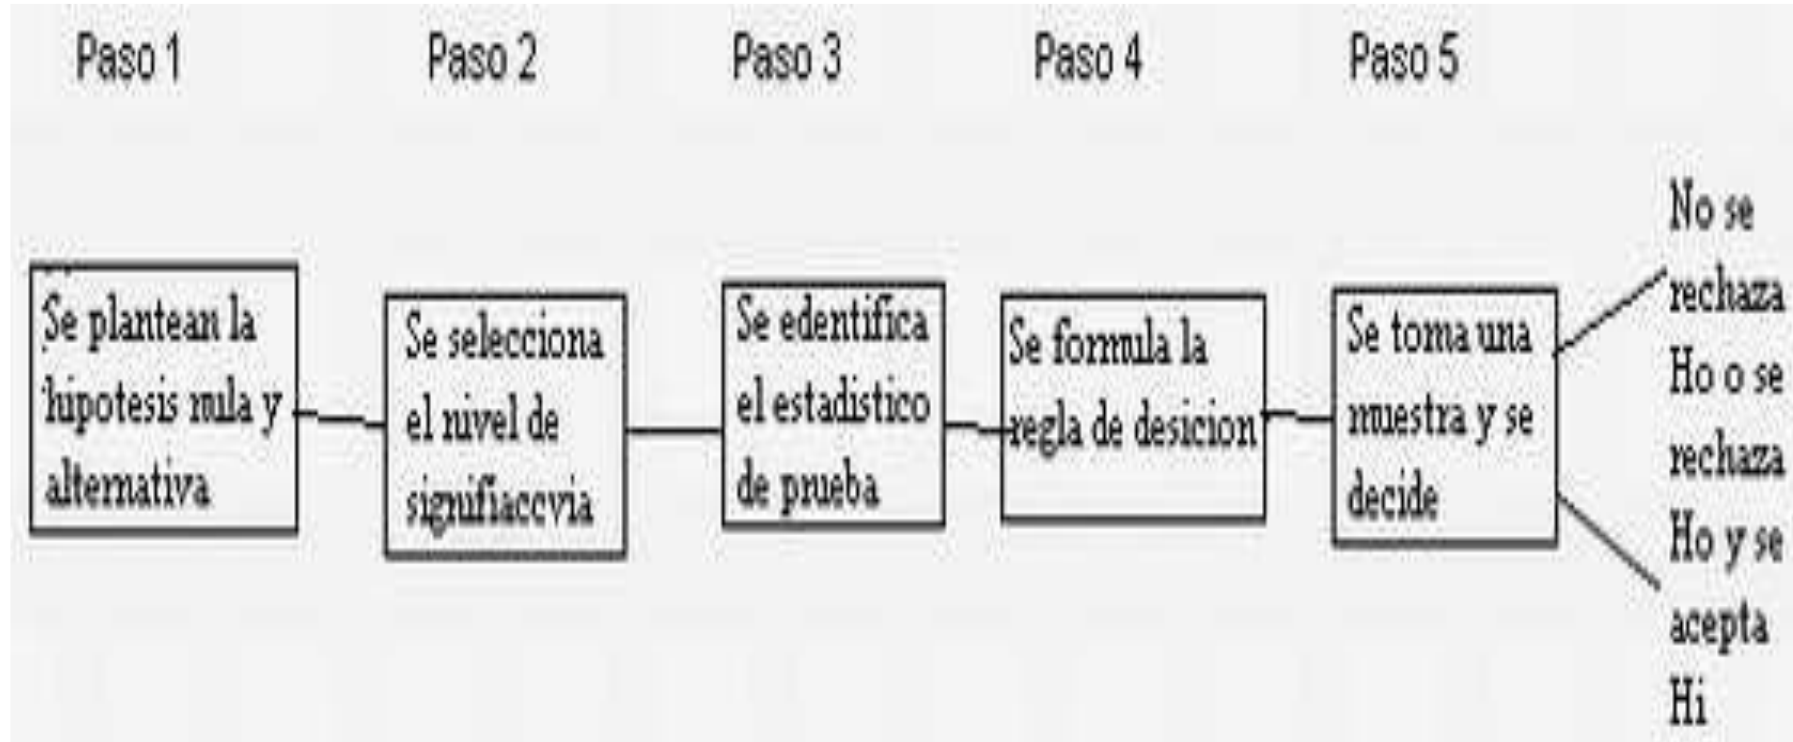 Paso 1
Paso 2
Paso 3
Paso 4
Paso 5
Se plantean la
hipotesis nula y
alternativa
Se selecciona
el nivel de
signifiaccvia
Se edentifica
el estadistico
de prueba
Se formula la
regla de desicion
Se toma una
muestra y se
decide
No se
rechaza
Ho o se
rechaza
Ho y se
acepta
Hi